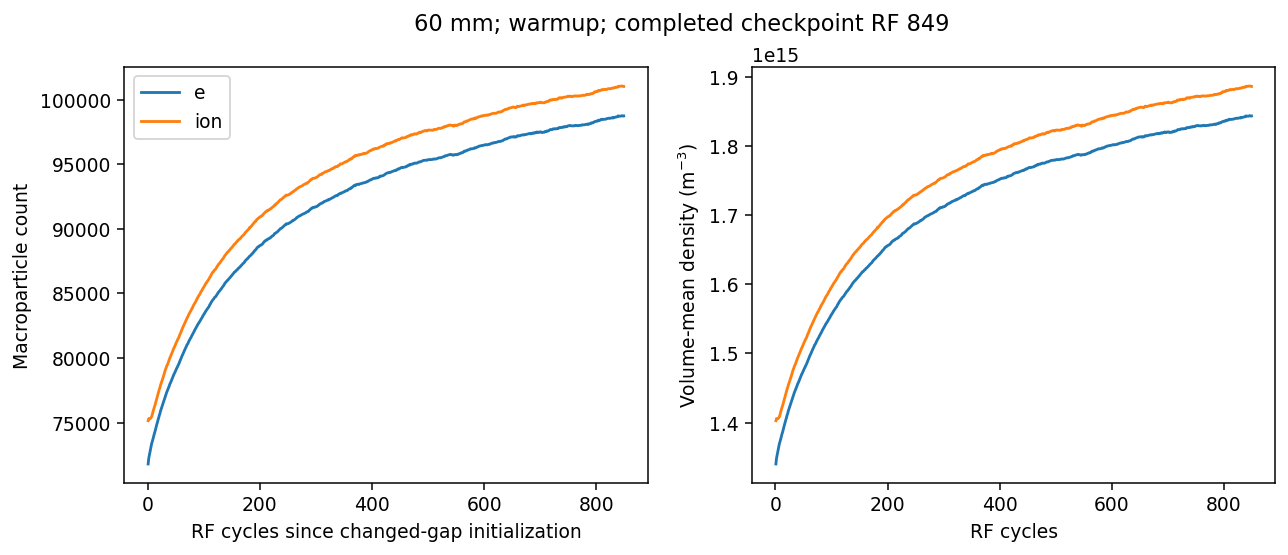 60 mm; warmup; completed checkpoint RF 849
e
ion
Macroparticle count
100000
95000
90000
85000
80000
75000
0
200
400
600
800
RF cycles since changed-gap initialization
1e15
Volume-mean density (m⁻³)
1.9
1.8
1.7
1.6
1.5
1.4
0
200
400
600
800
RF cycles